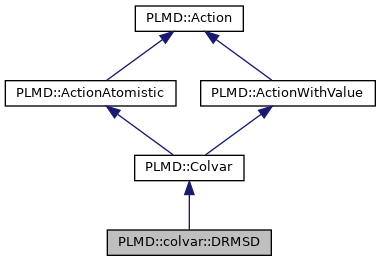 PLMD::Action
PLMD::ActionAtomistic
PLMD::ActionWithValue
PLMD::Colvar
PLMD::colvar::DRMSD